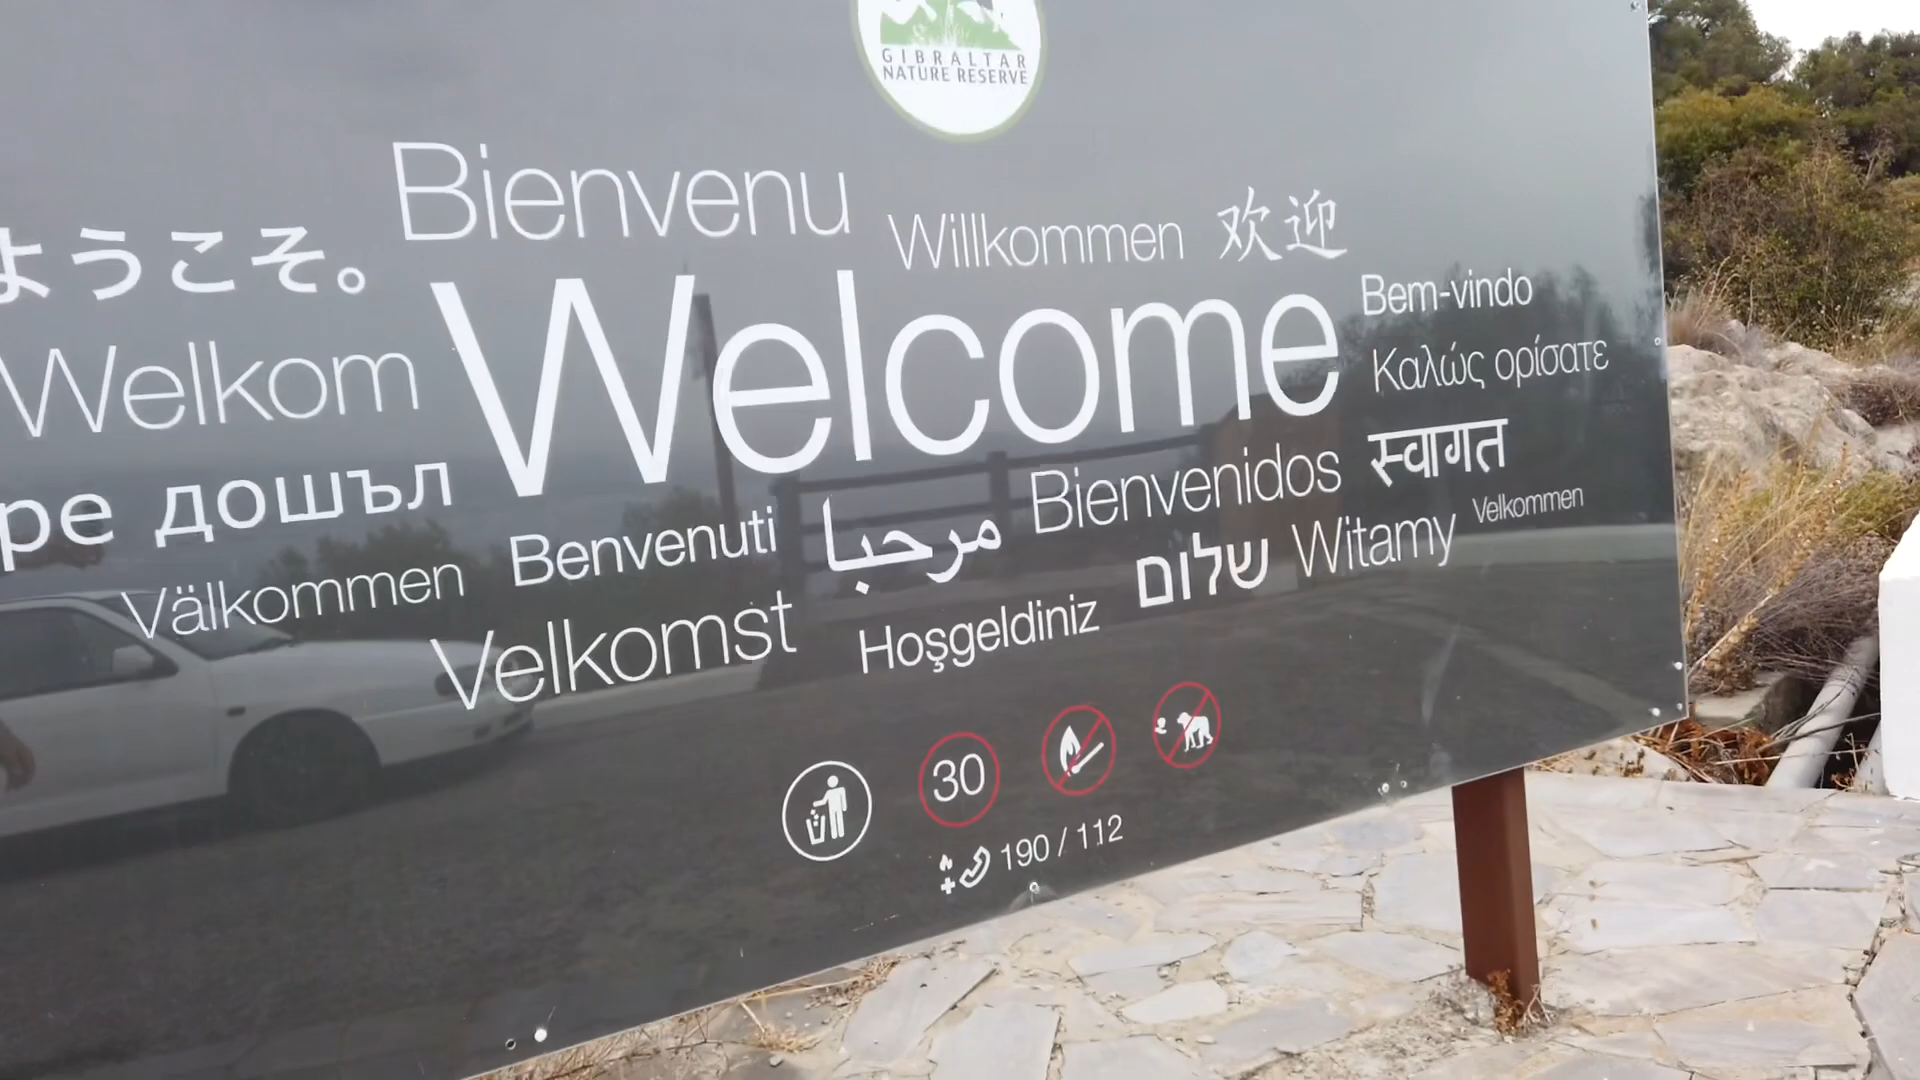 GIBRALTAR
NATURE RESERVE
Bienvenu
ようこそ。
Willkommen
欢迎
Welkom
Welcome
Bem-vindo
Καλώς ορίσατε
ре дошъл
Bienvenidos
स्वागत
Välkommen
Benvenuti
مرحبا
שלום
Witamy
Velkommen
Velkomst
Hoşgeldiniz
30
190 / 112